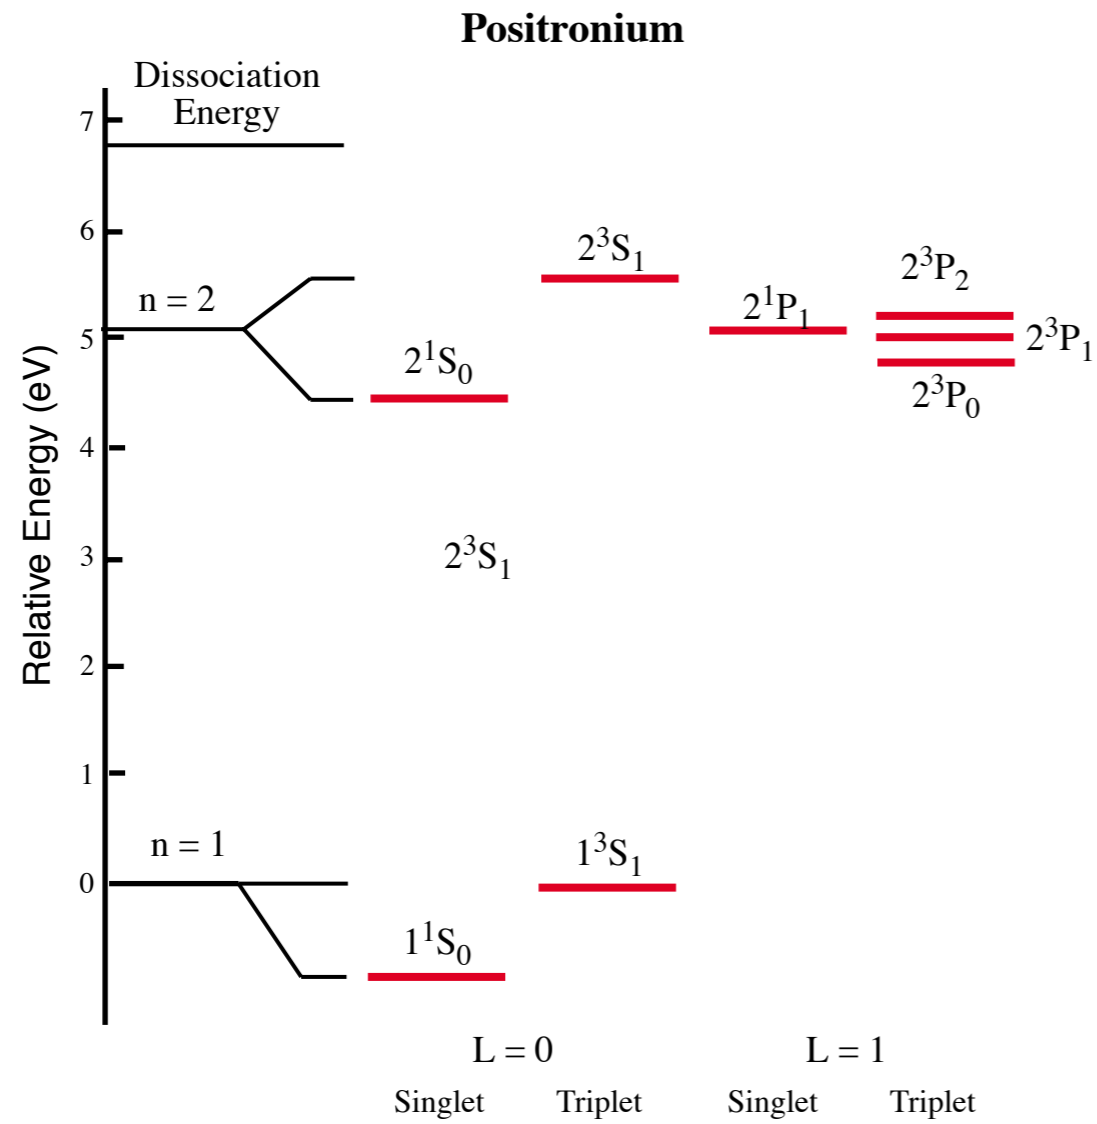 Positronium
Dissociation
Energy
7
6
5
4
3
2
1
0
Relative Energy (eV)
n = 2
n = 1
2³S₁
2¹P₁
2³P₂
2³P₁
2³P₀
2¹S₀
2³S₁
1³S₁
1¹S₀
L = 0
L = 1
Singlet
Triplet
Singlet
Triplet